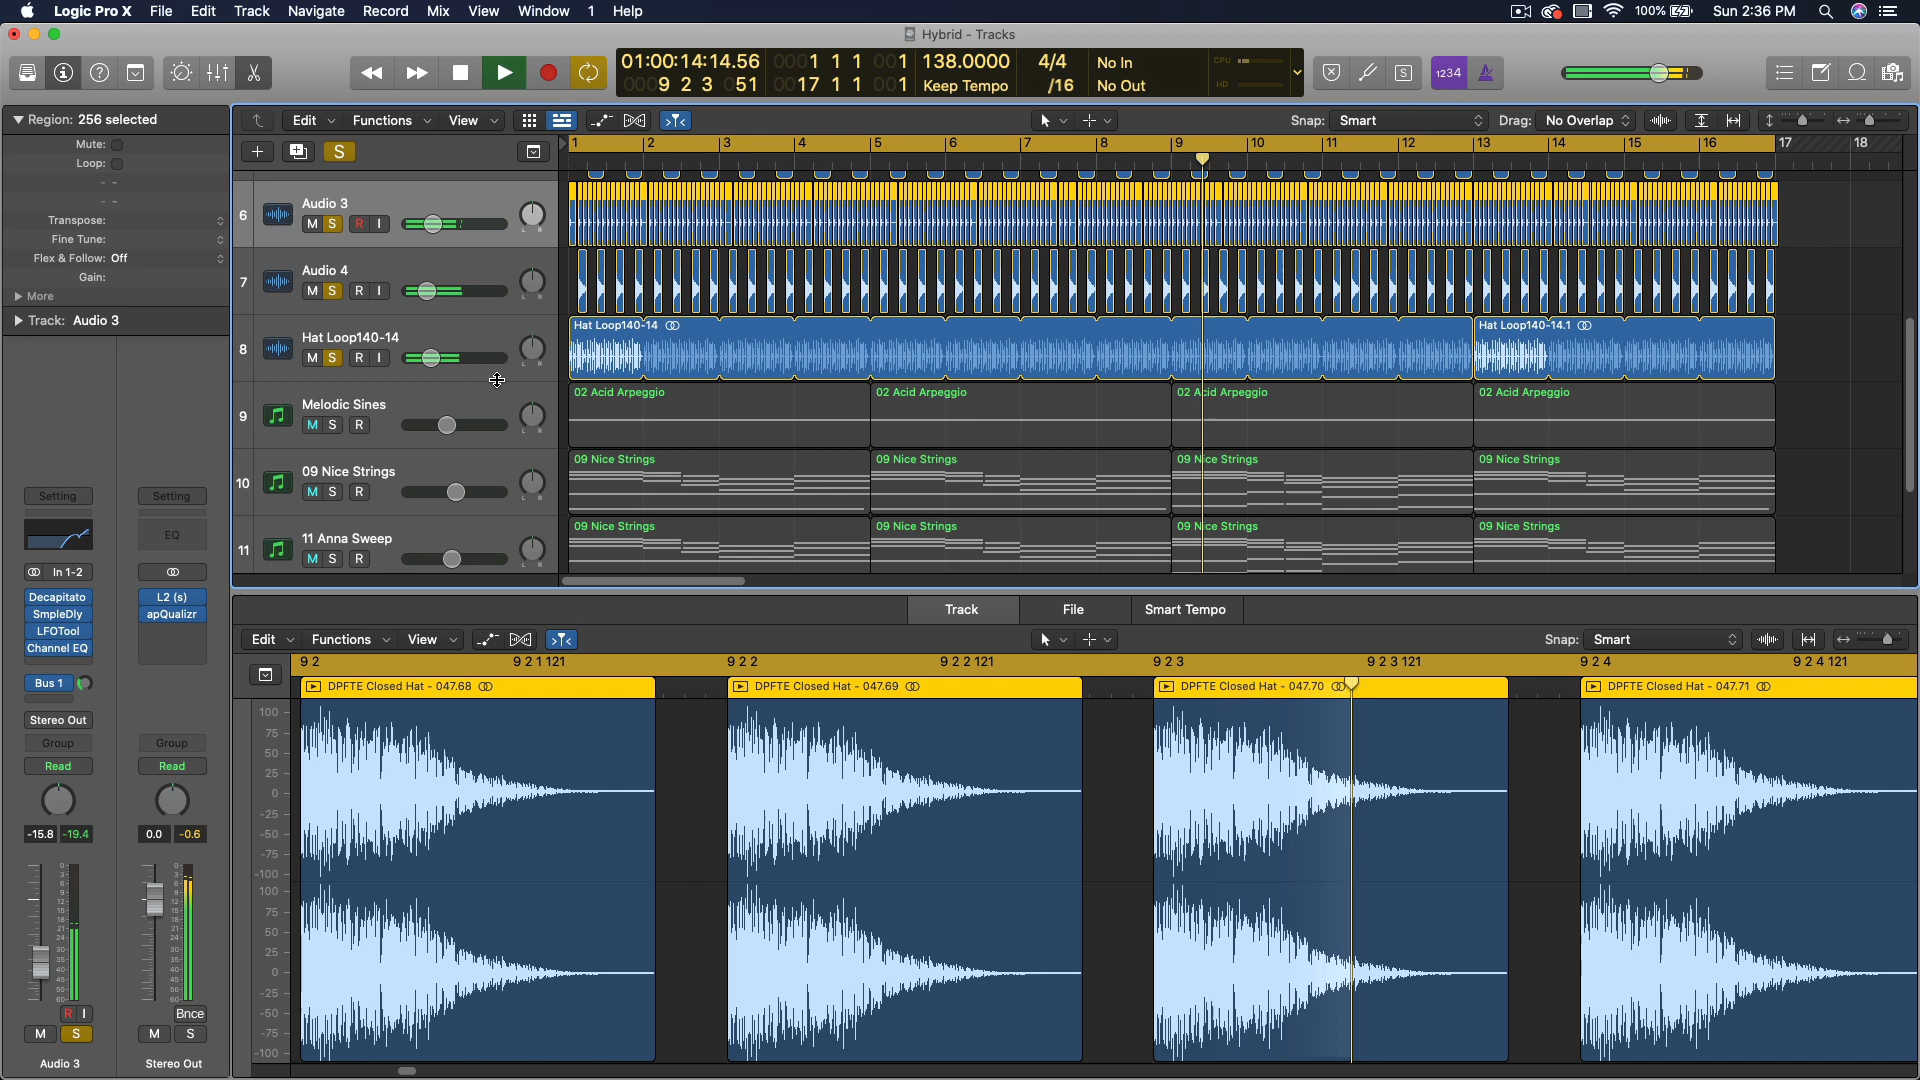 Logic Pro X File Edit Track Navigate Record Mix View Window 1 Help
100% Sun 2:36 PM
Hybrid - Tracks
01:00:14:14.56 0001 1 1 001 138.0000 4/4 No In
0009 2 3 051 0017 1 1 001 Keep Tempo /16 No Out
CPU
HD
1234
Region: 256 selected
Mute:
Loop:
Transpose:
Fine Tune:
Flex & Follow: Off
Gain:
More
Track: Audio 3
Edit Functions View
Snap: Smart
Drag: No Overlap
S
1 2 3 4 5 6 7 8 9 10 11 12 13 14 15 16 17 18
6 Audio 3
M S R I
L R
7 Audio 4
M S R I
L R
8 Hat Loop140-14
M S R I
L R
Hat Loop140-14
Hat Loop140-14.1
9 Melodic Sines
M S R
L R
02 Acid Arpeggio 02 Acid Arpeggio 02 Acid Arpeggio 02 Acid Arpeggio
10 09 Nice Strings
M S R
L R
09 Nice Strings 09 Nice Strings 09 Nice Strings 09 Nice Strings
11 11 Anna Sweep
M S R
L R
09 Nice Strings 09 Nice Strings 09 Nice Strings 09 Nice Strings
Setting Setting
EQ
In 1-2
Decapitato L2 (s)
SmpleDly apQualizr
LFOTool
Channel EQ
Bus 1
Stereo Out
Group Group
Read Read
-15.8 -19.4 0.0 -0.6
R I Bnce
M S M S
Audio 3 Stereo Out
Track File Smart Tempo
Edit Functions View
Snap: Smart
9 2 9 2 1 121 9 2 2 9 2 2 121 9 2 3 9 2 3 121 9 2 4 9 2 4 121
DPFTE Closed Hat - 047.68 DPFTE Closed Hat - 047.69 DPFTE Closed Hat - 047.70 DPFTE Closed Hat - 047.71
100
75
50
25
0
-25
-50
-75
-100
100
75
50
25
0
-25
-50
-75
-100